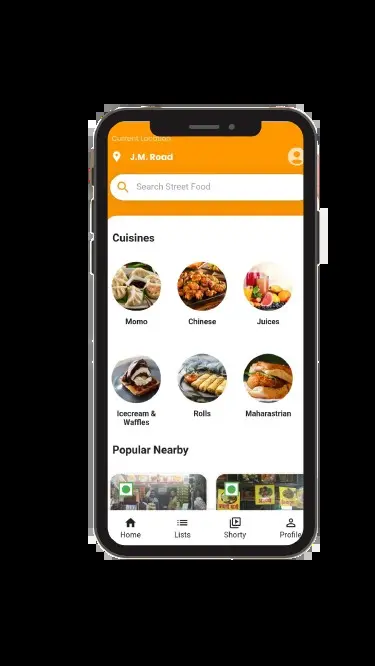 Current Location
J.M. Road
Search Street Food
Cuisines
Momo
Chinese
Juices
Icecream &
Waffles
Rolls
Maharastrian
Popular Nearby
Home
Lists
Shorty
Profile